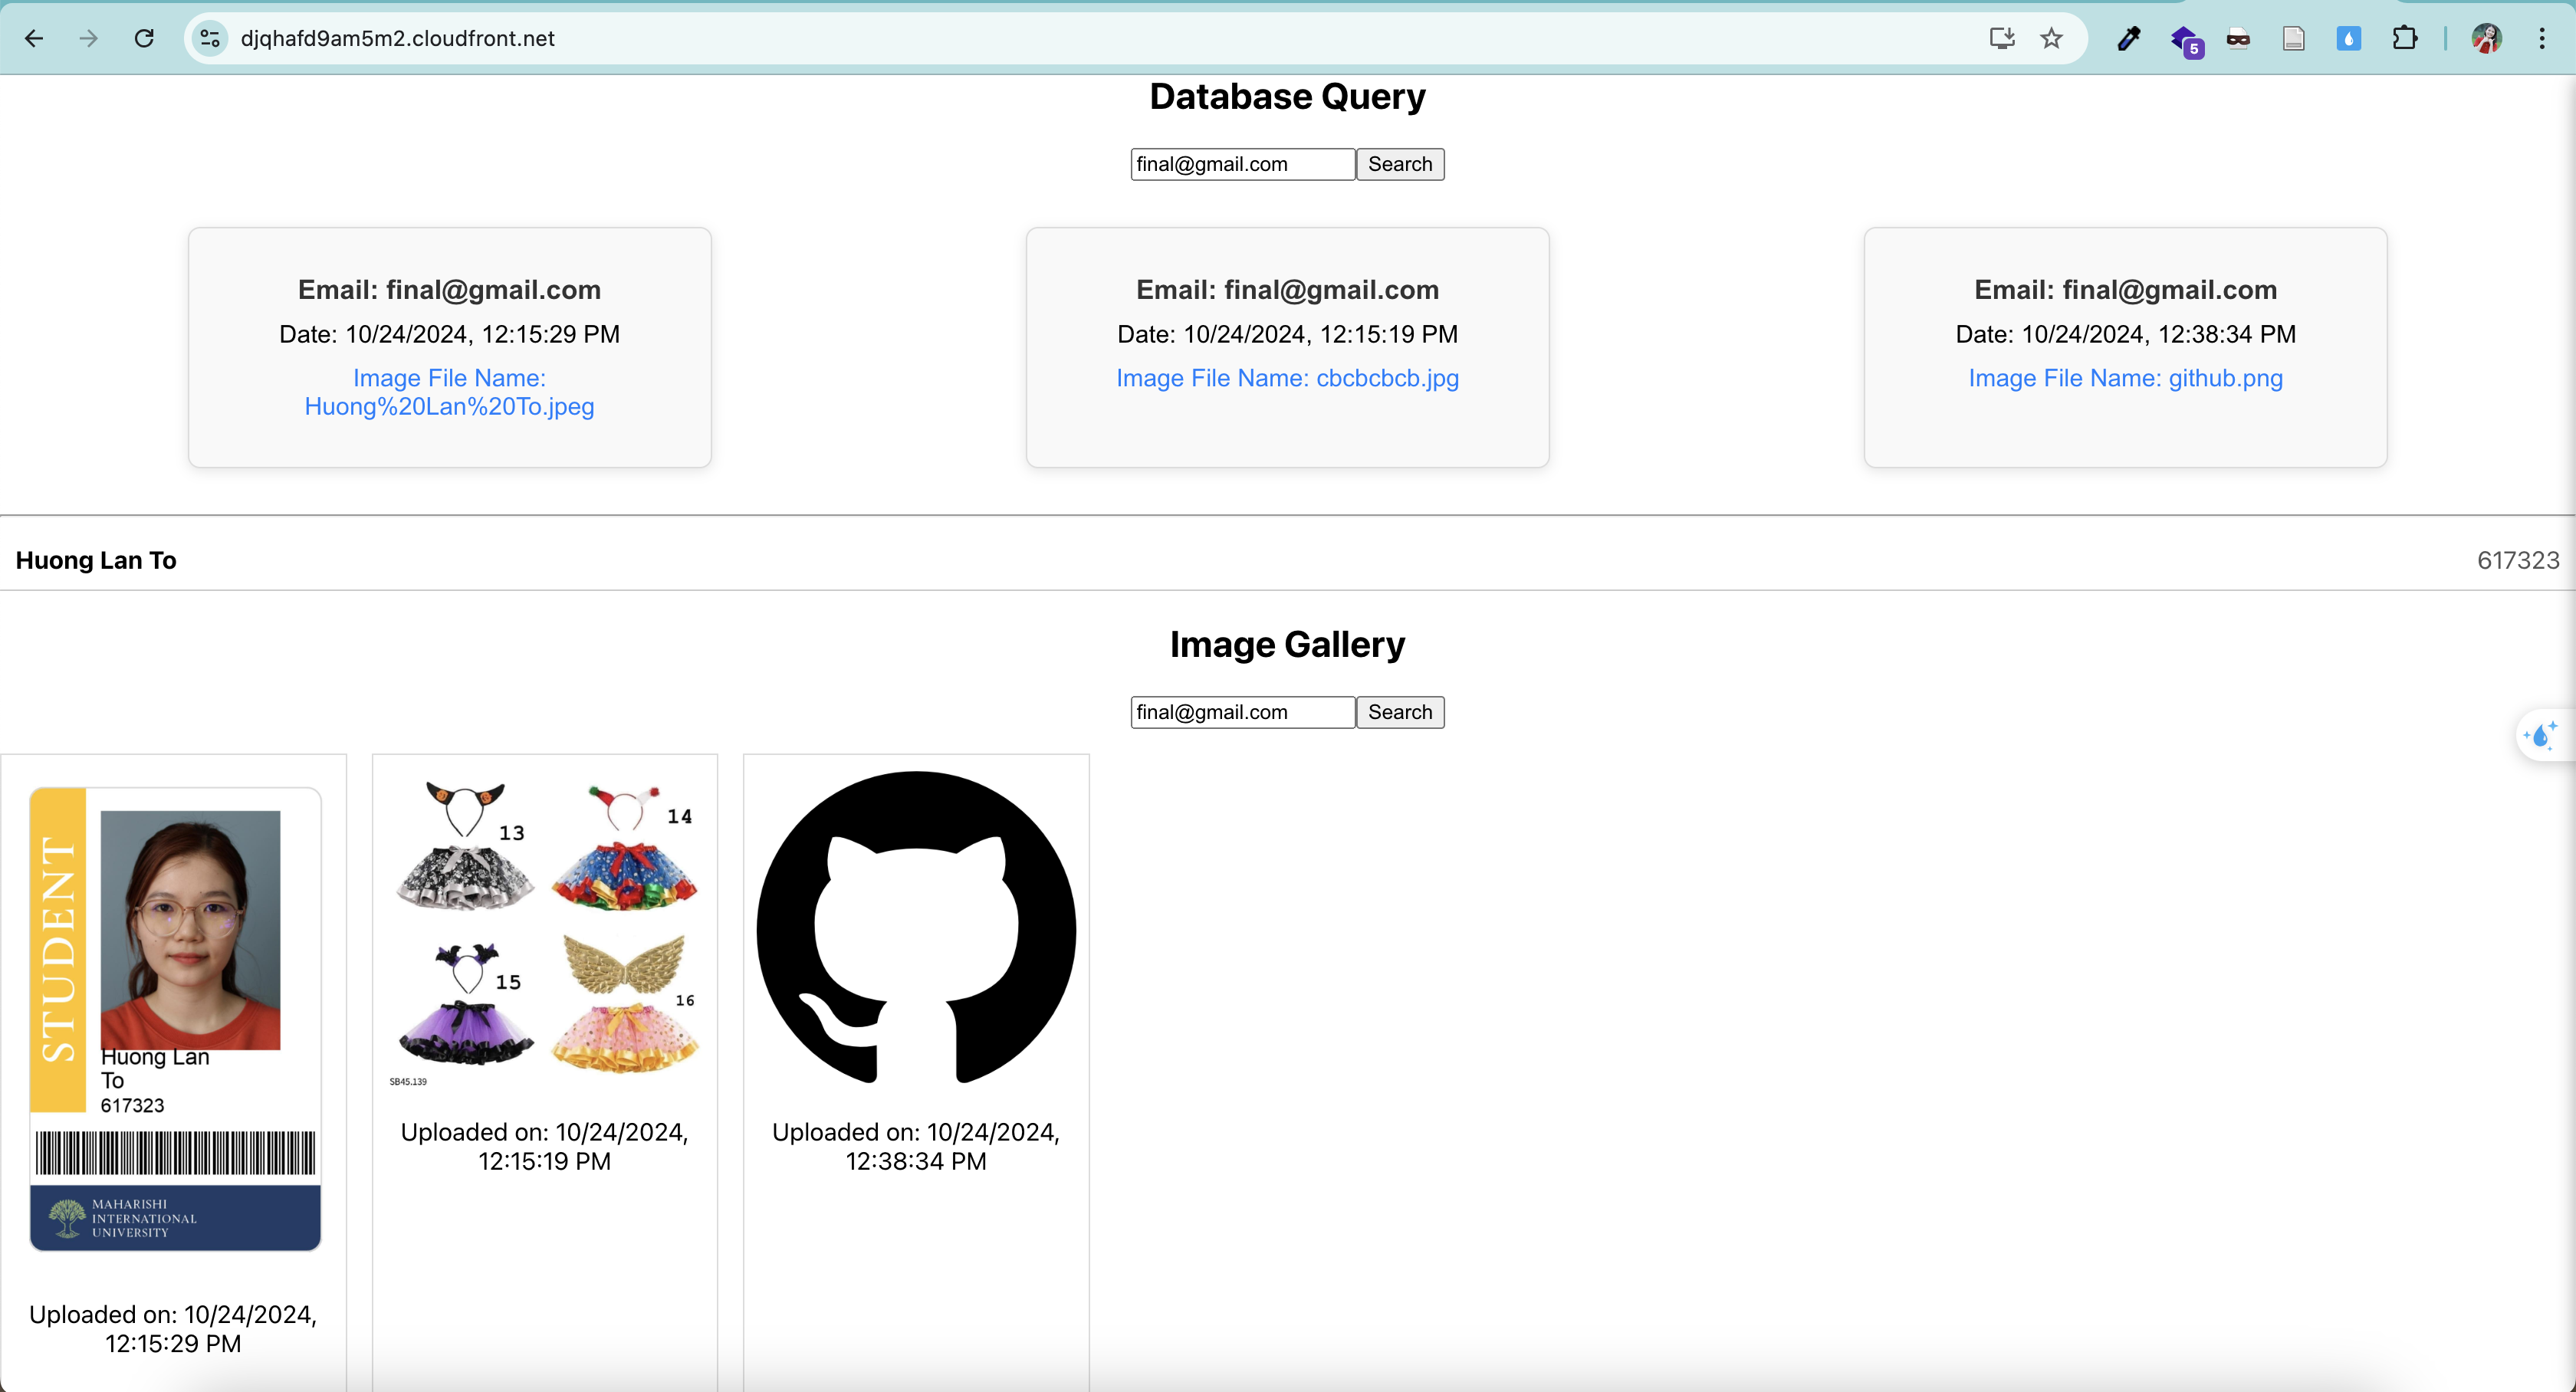 djqhafd9am5m2.cloudfront.net
5
Database Query
final@gmail.com Search
Email: final@gmail.com
Date: 10/24/2024, 12:15:29 PM
Image File Name:
Huong%20Lan%20To.jpeg
Email: final@gmail.com
Date: 10/24/2024, 12:15:19 PM
Image File Name: cbcbcbcb.jpg
Email: final@gmail.com
Date: 10/24/2024, 12:38:34 PM
Image File Name: github.png
Huong Lan To 617323
Image Gallery
final@gmail.com Search
STUDENT
Huong Lan
To
617323
MAHARISHI
INTERNATIONAL
UNIVERSITY
Uploaded on: 10/24/2024,
12:15:29 PM
13
14
15
16
SB45.139
Uploaded on: 10/24/2024,
12:15:19 PM
Uploaded on: 10/24/2024,
12:38:34 PM